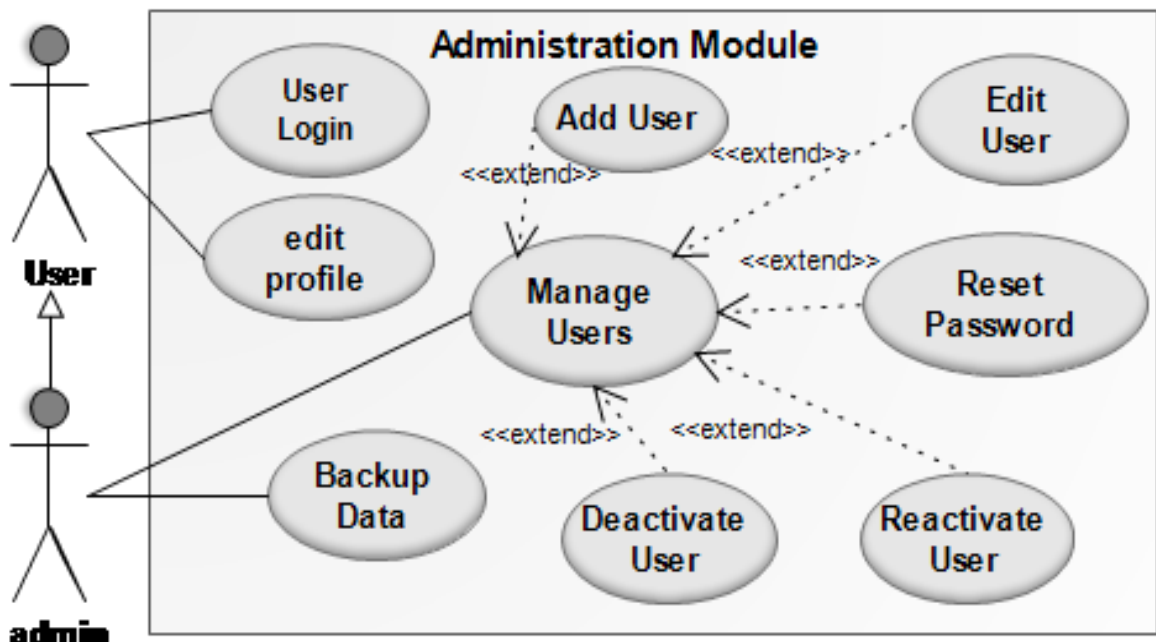 Administration Module
User
Login
Add User
Edit
User
<<extend>>
<<extend>>
edit
profile
User
<<extend>>
Manage
Users
Reset
Password
<<extend>>
<<extend>>
Backup
Data
Deactivate
User
Reactivate
User
admin